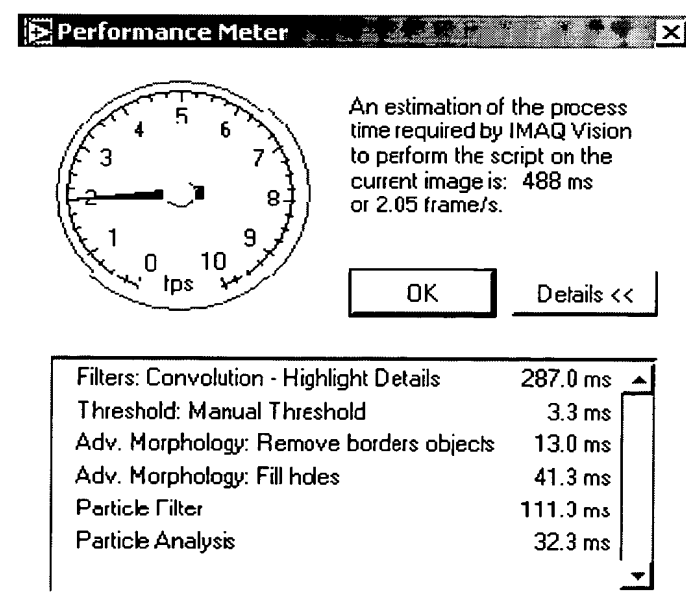 Performance Meter
An estimation of the process
time required by IMAQ Vision
to perform the script on the
current image is: 488 ms
or 2.05 frame/s.
0 1 2 3 4 5 6 7 8 9 10
fps
OK Details <<
Filters: Convolution - Highlight Details 287.0 ms
Threshold: Manual Threshold 3.3 ms
Adv. Morphology: Remove borders objects 13.0 ms
Adv. Morphology: Fill holes 41.3 ms
Particle Filter 111.0 ms
Particle Analysis 32.3 ms